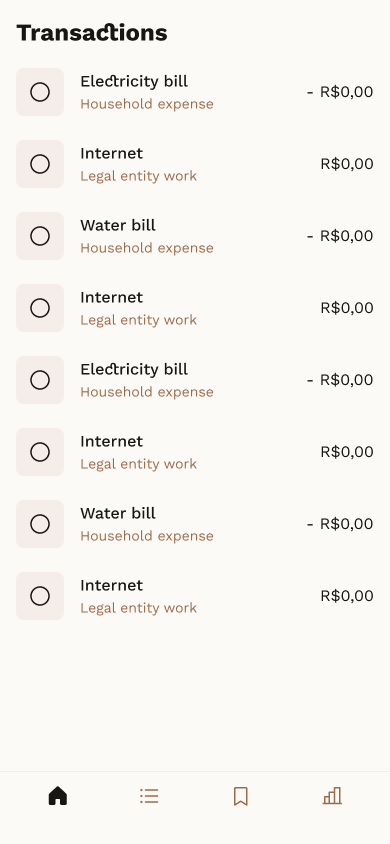 Transactions
Electricity bill
Household expense
- R$0,00
Internet
Legal entity work
R$0,00
Water bill
Household expense
- R$0,00
Internet
Legal entity work
R$0,00
Electricity bill
Household expense
- R$0,00
Internet
Legal entity work
R$0,00
Water bill
Household expense
- R$0,00
Internet
Legal entity work
R$0,00